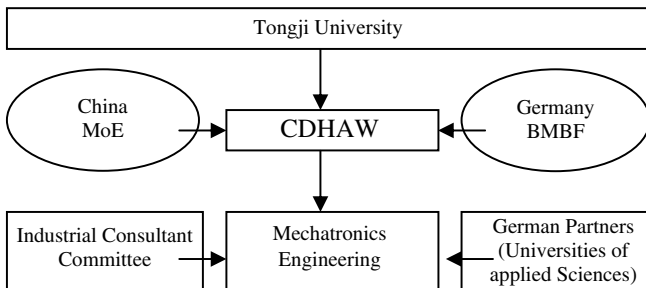 Tongji University
China
MoE
CDHAW
Germany
BMBF
Industrial Consultant
Committee
Mechatronics
Engineering
German Partners
(Universities of
applied Sciences)